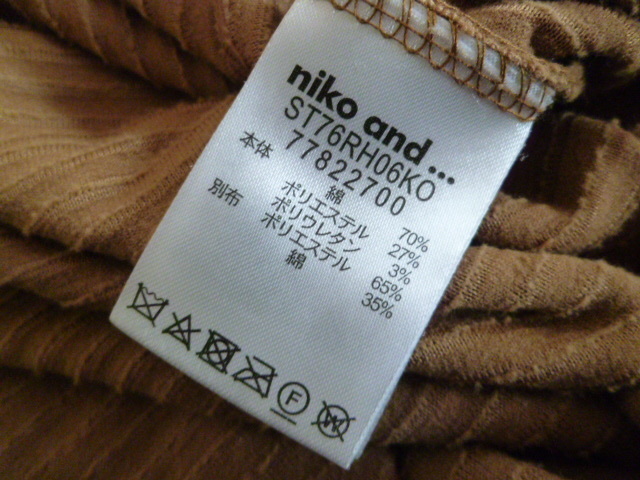 niko and...
ST76RH06KO
77822700
本体 綿 70%
ポリエステル 27%
ポリウレタン 3%
別布 ポリエステル 65%
綿 35%
F
W